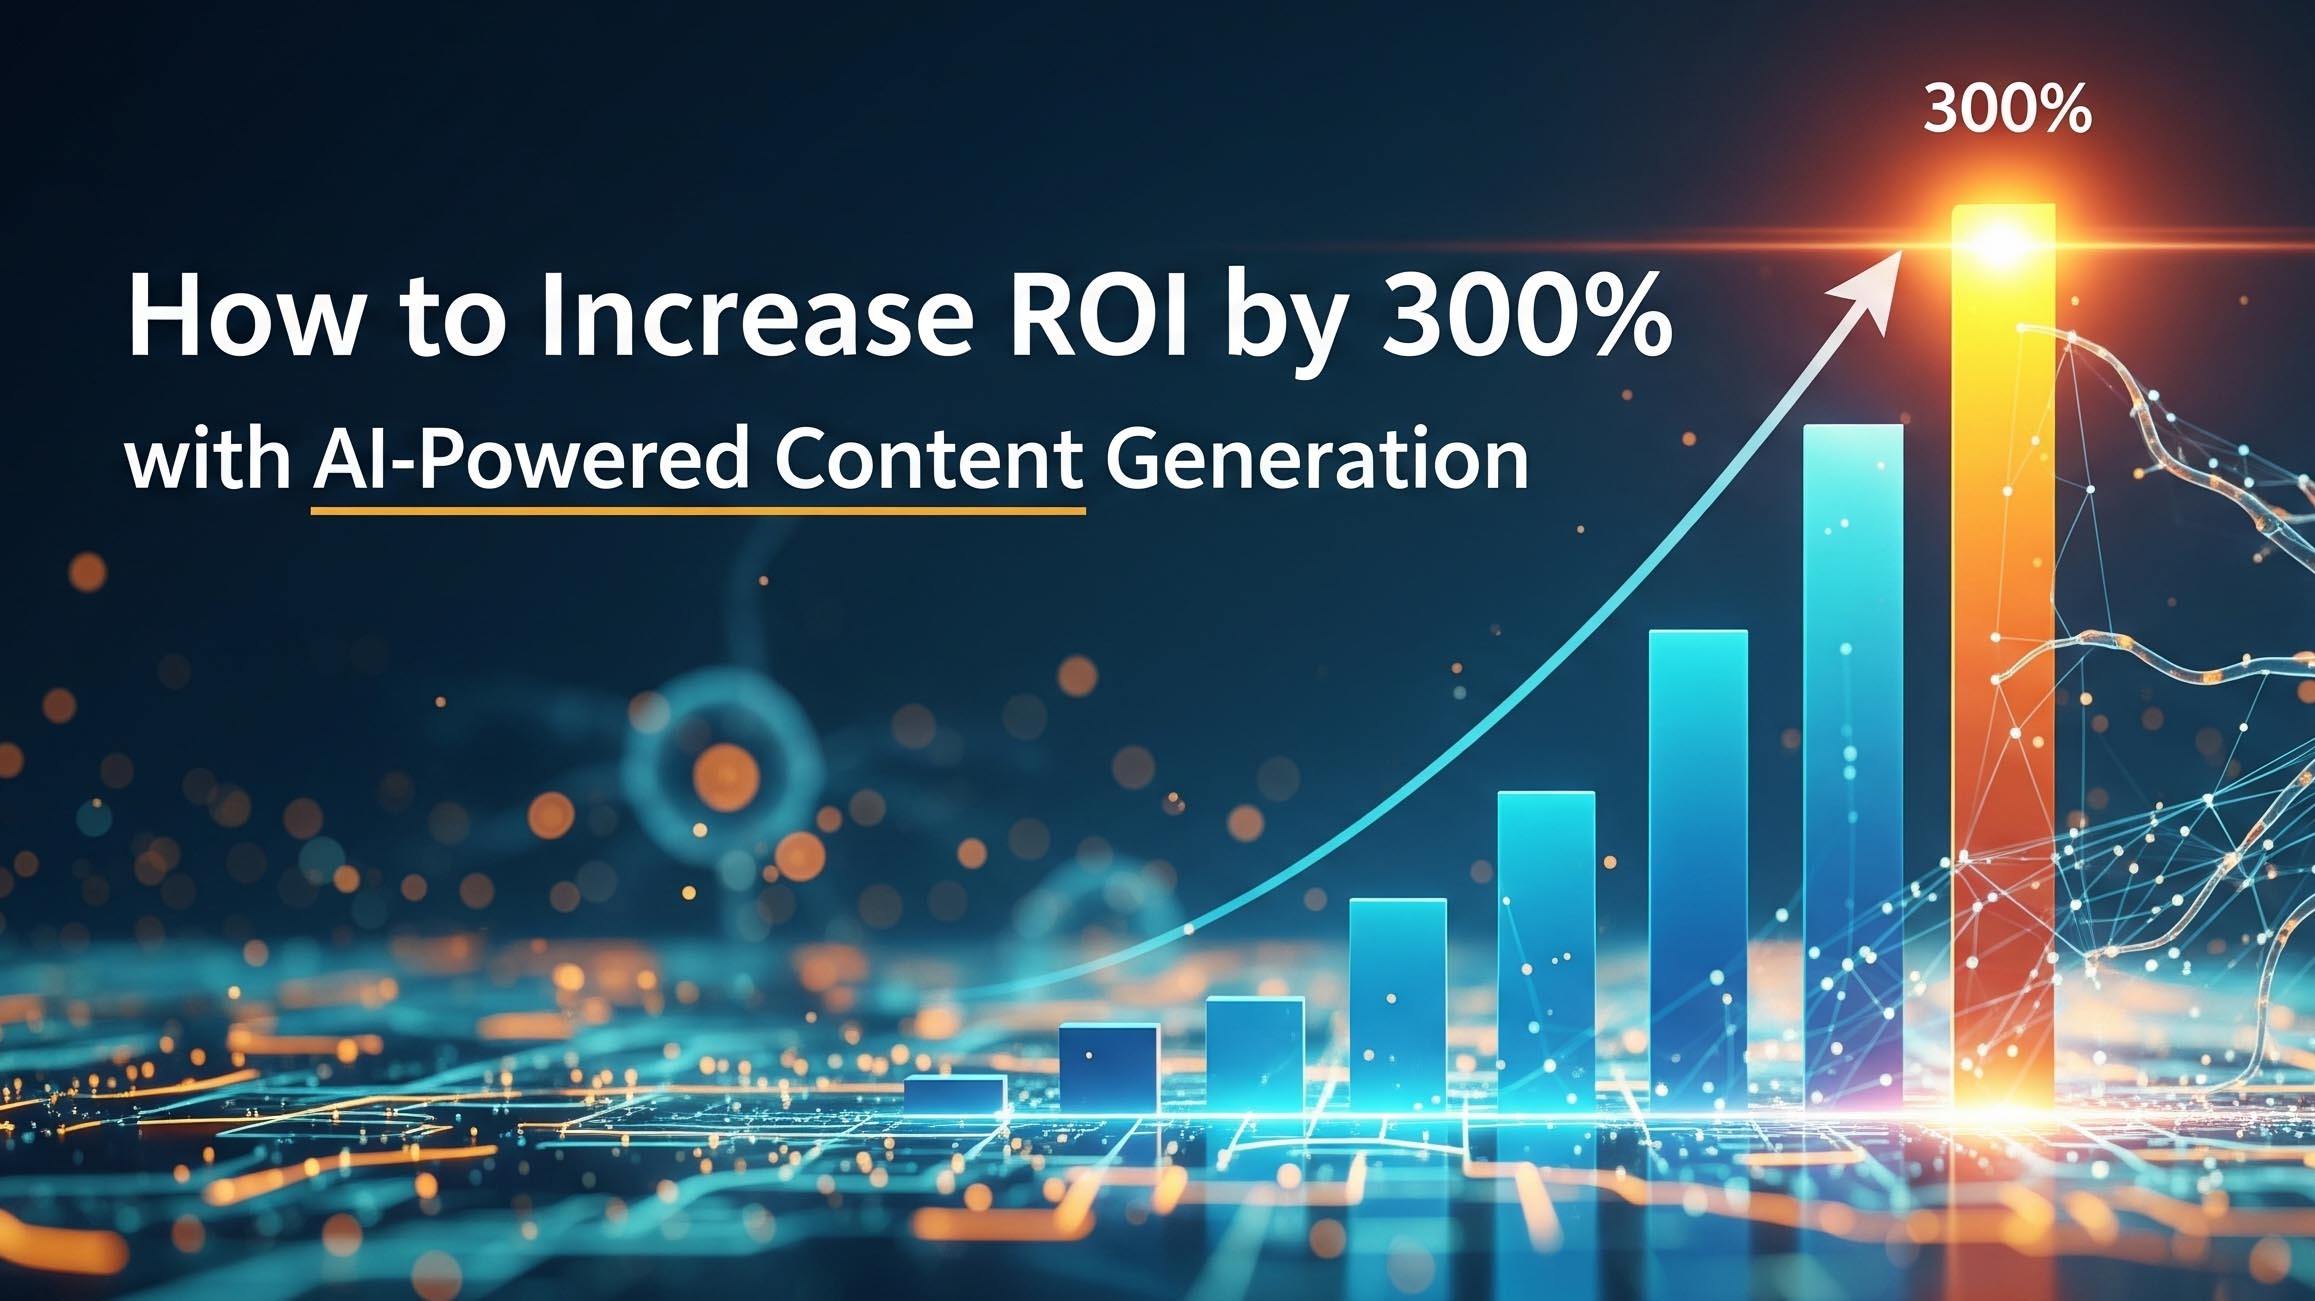 300%
How to Increase ROI by 300%
with AI-Powered Content Generation